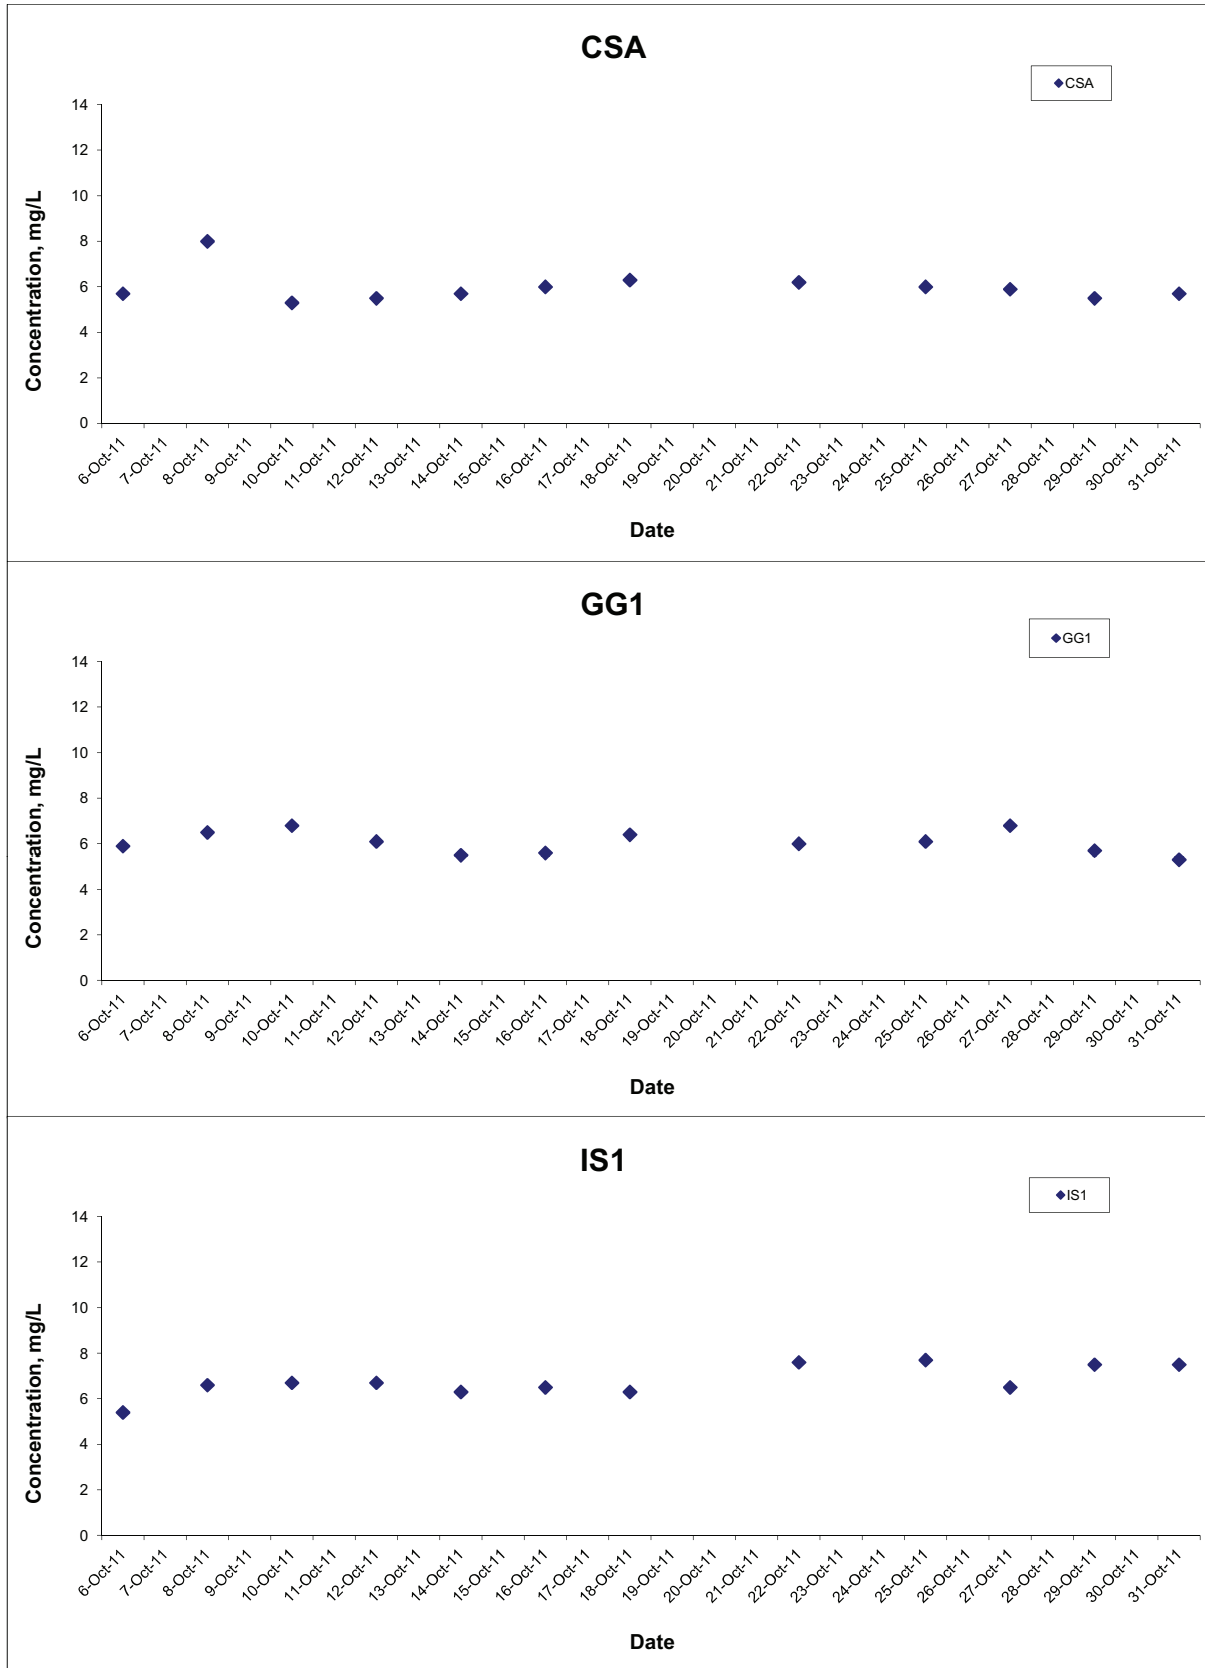 CSA
CSA
14
12
10
8
6
4
2
0
Concentration, mg/L
6-Oct-11
7-Oct-11
8-Oct-11
9-Oct-11
10-Oct-11
11-Oct-11
12-Oct-11
13-Oct-11
14-Oct-11
15-Oct-11
16-Oct-11
17-Oct-11
18-Oct-11
19-Oct-11
20-Oct-11
21-Oct-11
22-Oct-11
23-Oct-11
24-Oct-11
25-Oct-11
26-Oct-11
27-Oct-11
28-Oct-11
29-Oct-11
30-Oct-11
31-Oct-11
Date
GG1
GG1
14
12
10
8
6
4
2
0
Concentration, mg/L
6-Oct-11
7-Oct-11
8-Oct-11
9-Oct-11
10-Oct-11
11-Oct-11
12-Oct-11
13-Oct-11
14-Oct-11
15-Oct-11
16-Oct-11
17-Oct-11
18-Oct-11
19-Oct-11
20-Oct-11
21-Oct-11
22-Oct-11
23-Oct-11
24-Oct-11
25-Oct-11
26-Oct-11
27-Oct-11
28-Oct-11
29-Oct-11
30-Oct-11
31-Oct-11
Date
IS1
IS1
14
12
10
8
6
4
2
0
Concentration, mg/L
6-Oct-11
7-Oct-11
8-Oct-11
9-Oct-11
10-Oct-11
11-Oct-11
12-Oct-11
13-Oct-11
14-Oct-11
15-Oct-11
16-Oct-11
17-Oct-11
18-Oct-11
19-Oct-11
20-Oct-11
21-Oct-11
22-Oct-11
23-Oct-11
24-Oct-11
25-Oct-11
26-Oct-11
27-Oct-11
28-Oct-11
29-Oct-11
30-Oct-11
31-Oct-11
Date